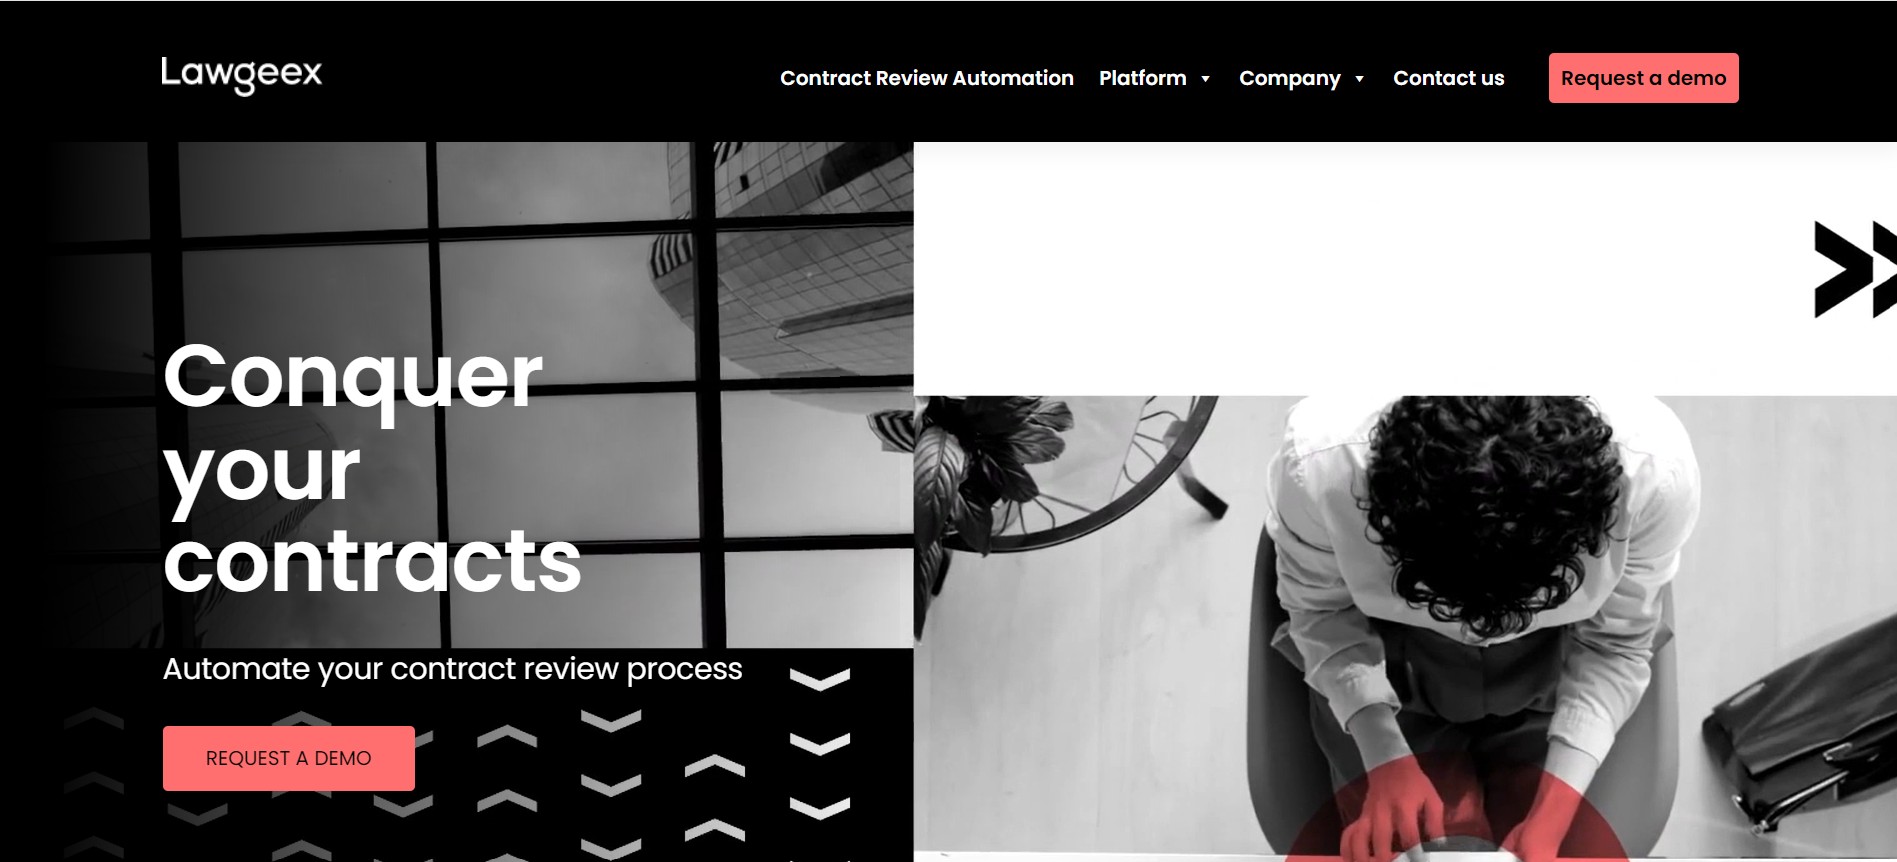 Lawgeex
Contract Review Automation
Platform
Company
Contact us
Request a demo
Conquer
your
contracts
Automate your contract review process
REQUEST A DEMO